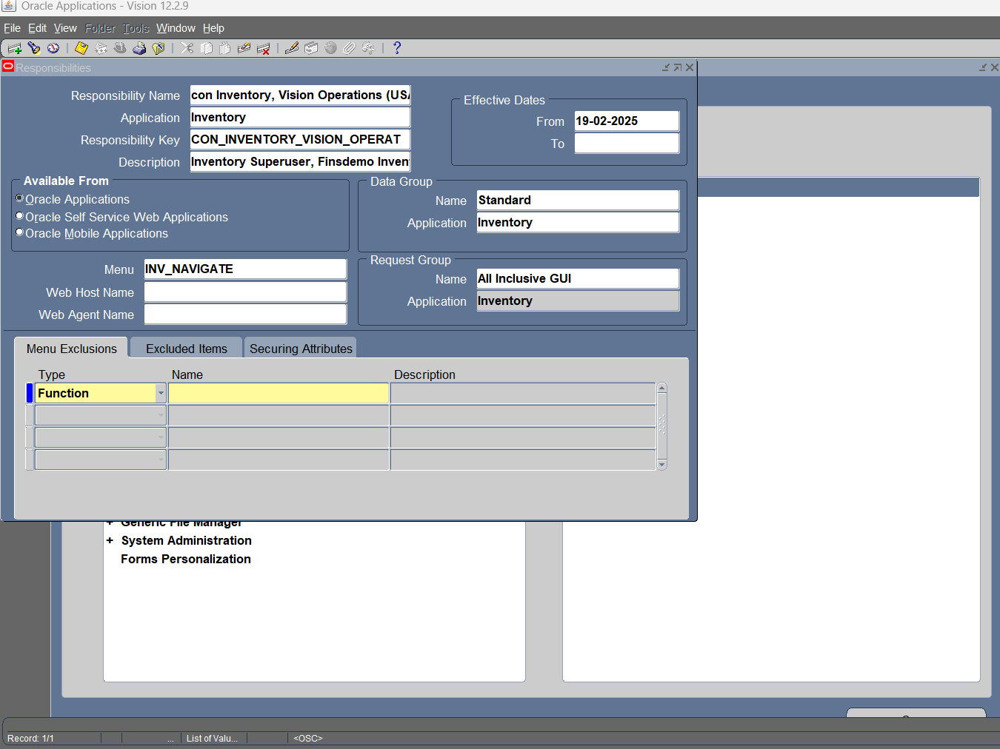 Oracle Applications - Vision 12.2.9
File Edit View Folder Tools Window Help
Responsibilities
Responsibility Name con Inventory, Vision Operations (USA
Application Inventory
Responsibility Key CON_INVENTORY_VISION_OPERAT
Description Inventory Superuser, Finsdemo Inven
Effective Dates
From 19-02-2025
To
Available From
Oracle Applications
Oracle Self Service Web Applications
Oracle Mobile Applications
Data Group
Name Standard
Application Inventory
Menu INV_NAVIGATE
Web Host Name
Web Agent Name
Request Group
Name All Inclusive GUI
Application Inventory
Menu Exclusions Excluded Items Securing Attributes
Type Name Description
Function
+ Generic File Manager
+ System Administration
Forms Personalization
Record: 1/1 ... List of Valu... <OSC>